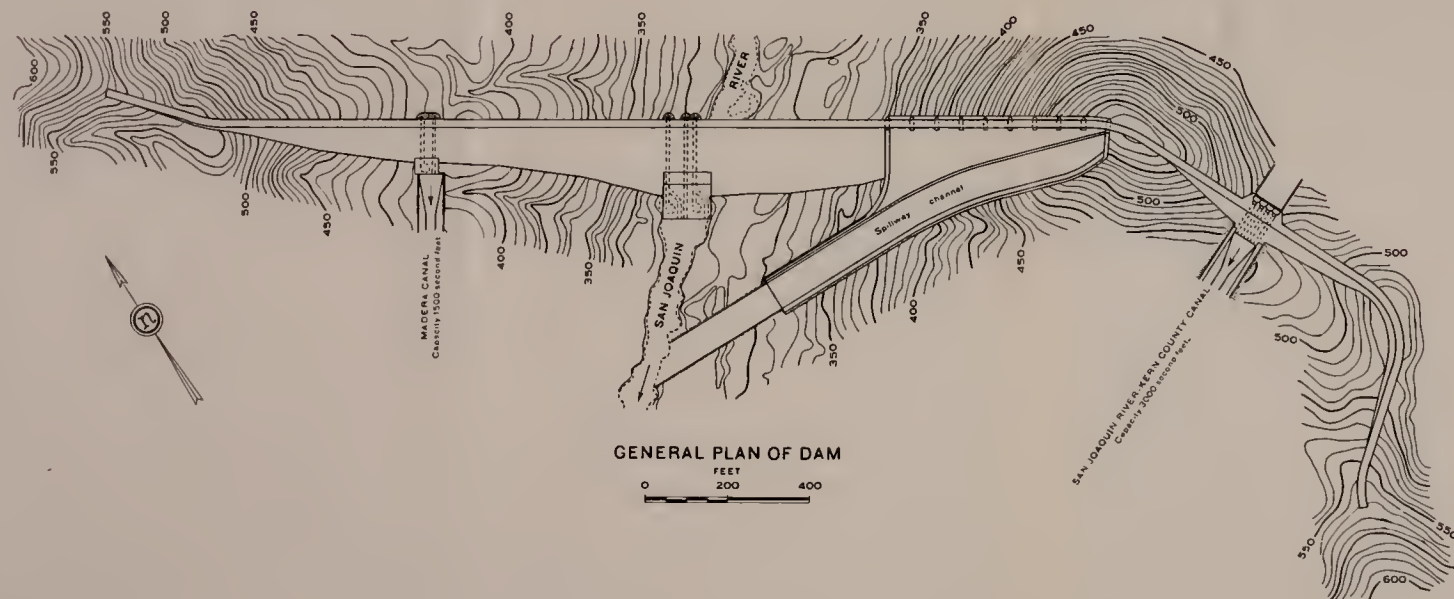 550
500
450
400
350
350
400
450
600
RIVER
500
550
500
450
400
350
500
Spillway channel
450
400
350
500
500
MADERA CANAL
Capacity 1500 second feet
SAN JOAQUIN
SAN JOAQUIN RIVER-KERN COUNTY CANAL
Capacity 3000 second feet
n
GENERAL PLAN OF DAM
FEET
0 200 400
550
550
600